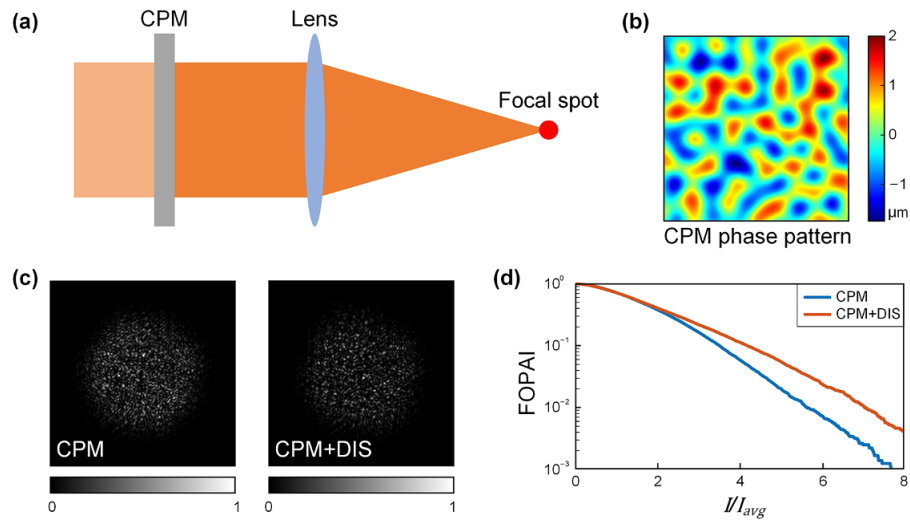 (a)
CPM
Lens
Focal spot
(b)
2
1
0
−1
μm
CPM phase pattern
(c)
CPM
0
1
CPM+DIS
0
1
(d)
CPM
CPM+DIS
10⁰
10⁻¹
10⁻²
10⁻³
FOPAI
0
2
4
6
8
I/Iavg